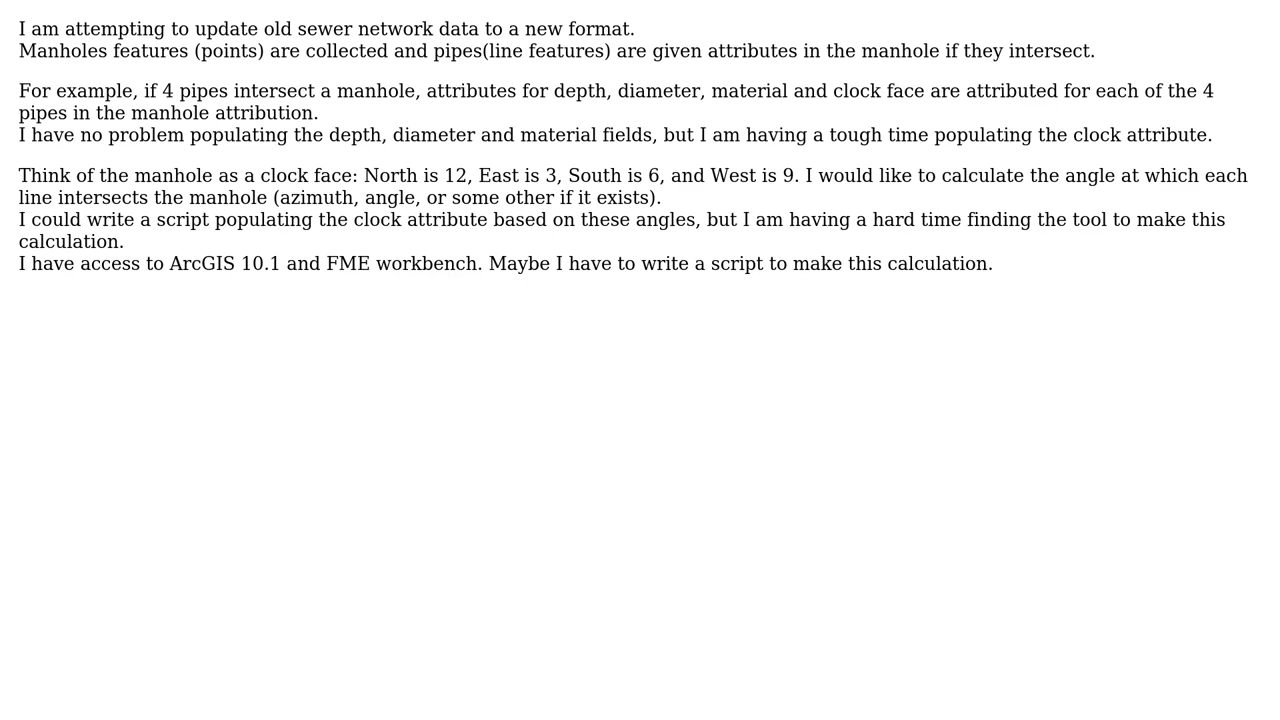 I am attempting to update old sewer network data to a new format.
Manholes features (points) are collected and pipes(line features) are given attributes in the manhole if they intersect.
For example, if 4 pipes intersect a manhole, attributes for depth, diameter, material and clock face are attributed for each of the 4
pipes in the manhole attribution.
I have no problem populating the depth, diameter and material fields, but I am having a tough time populating the clock attribute.
Think of the manhole as a clock face: North is 12, East is 3, South is 6, and West is 9. I would like to calculate the angle at which each
line intersects the manhole (azimuth, angle, or some other if it exists).
I could write a script populating the clock attribute based on these angles, but I am having a hard time finding the tool to make this
calculation.
I have access to ArcGIS 10.1 and FME workbench. Maybe I have to write a script to make this calculation.